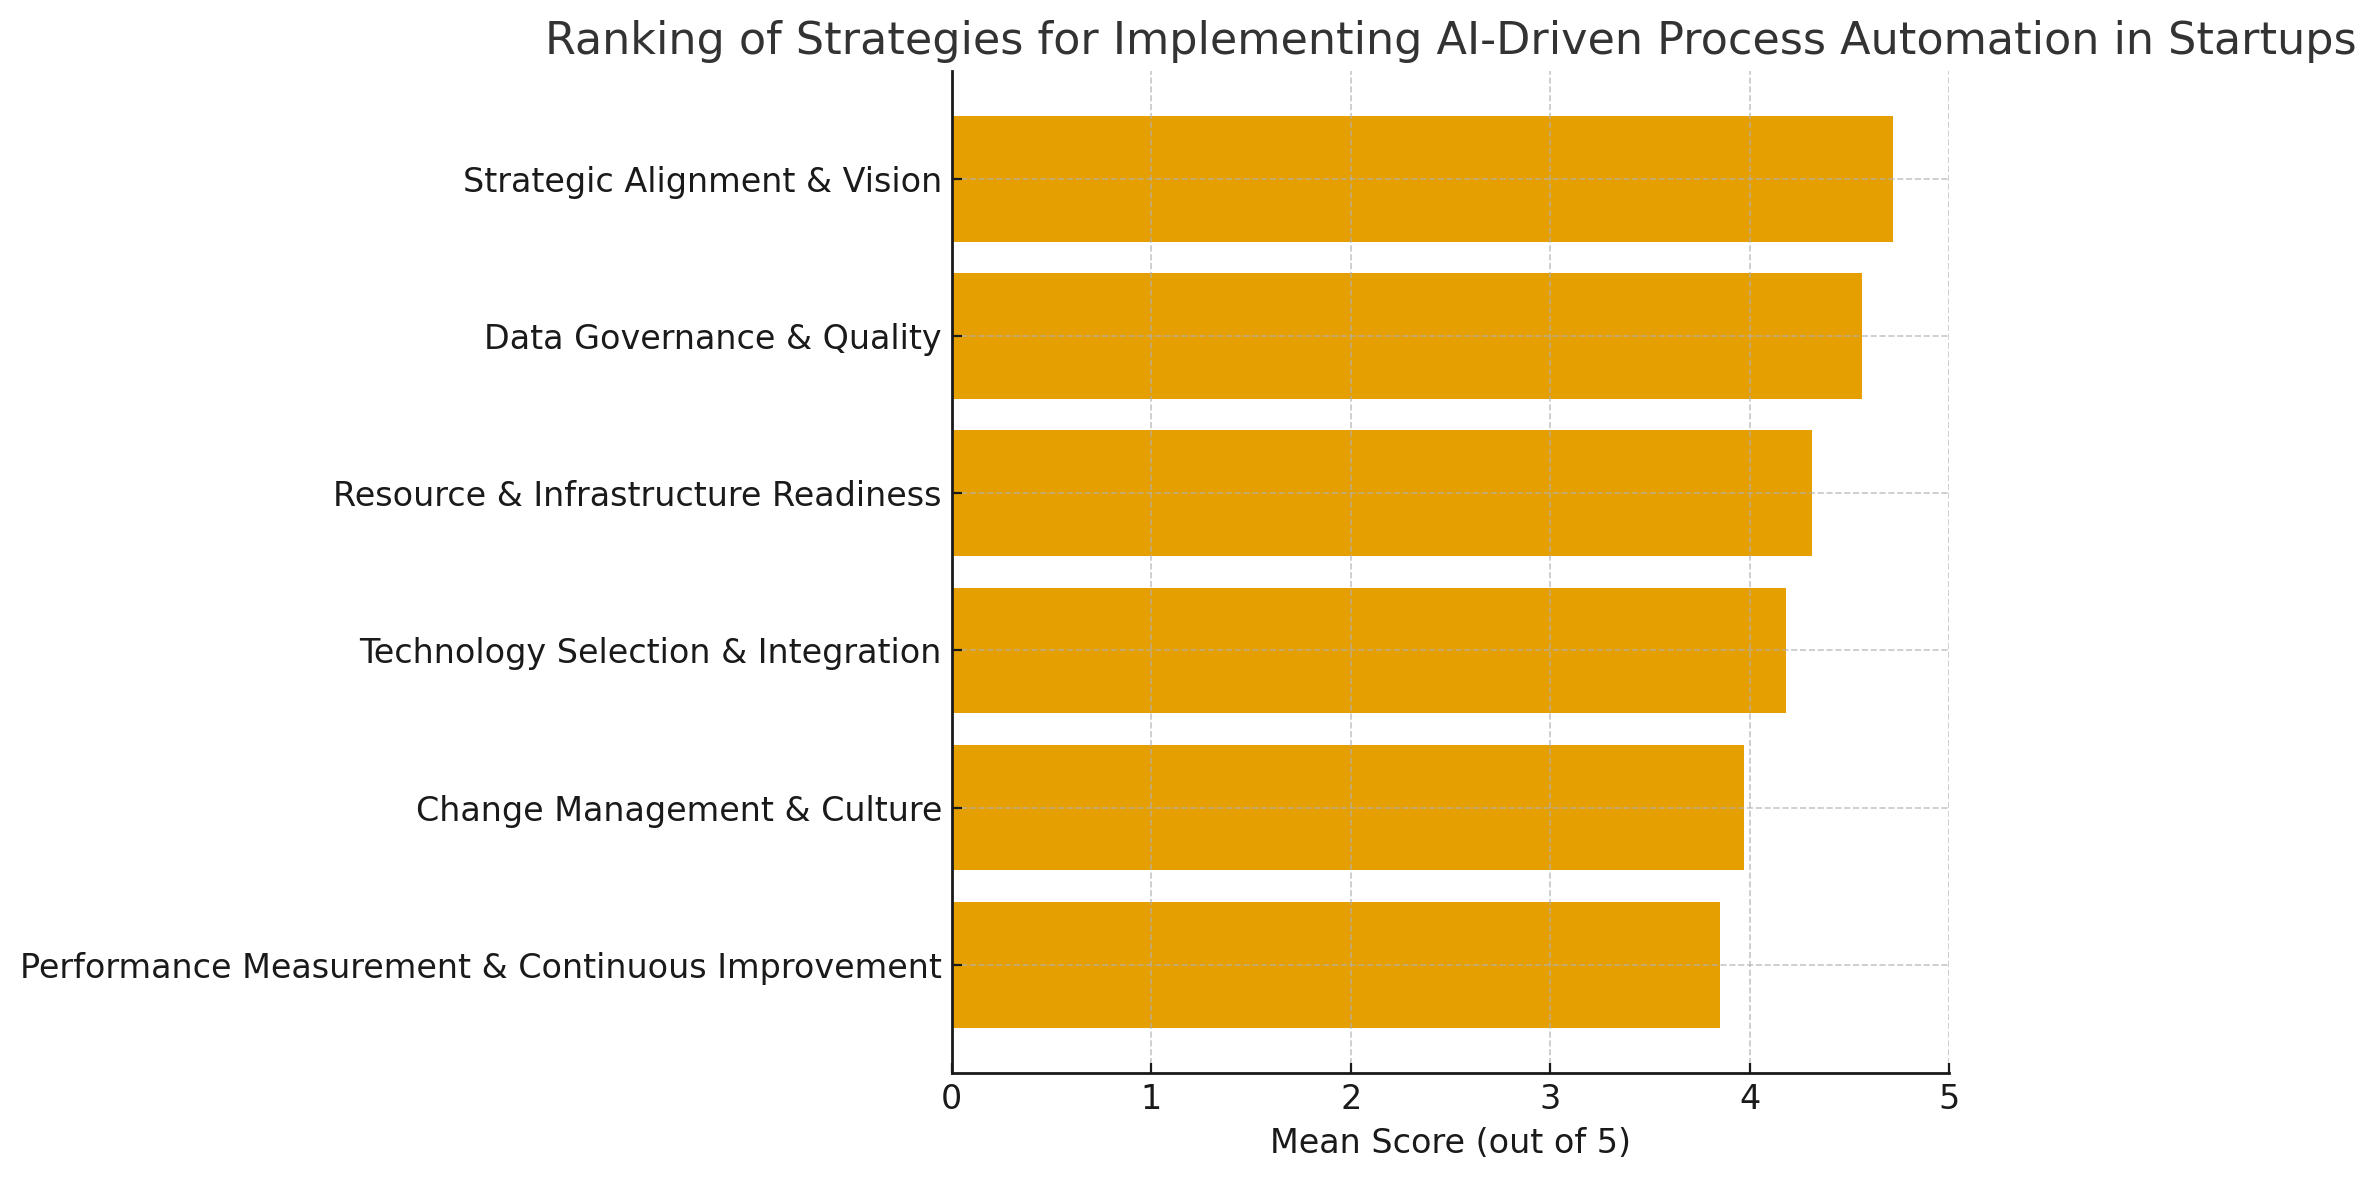 Ranking of Strategies for Implementing AI-Driven Process Automation in Startups
Strategic Alignment & Vision
Data Governance & Quality
Resource & Infrastructure Readiness
Technology Selection & Integration
Change Management & Culture
Performance Measurement & Continuous Improvement
0 1 2 3 4 5
Mean Score (out of 5)